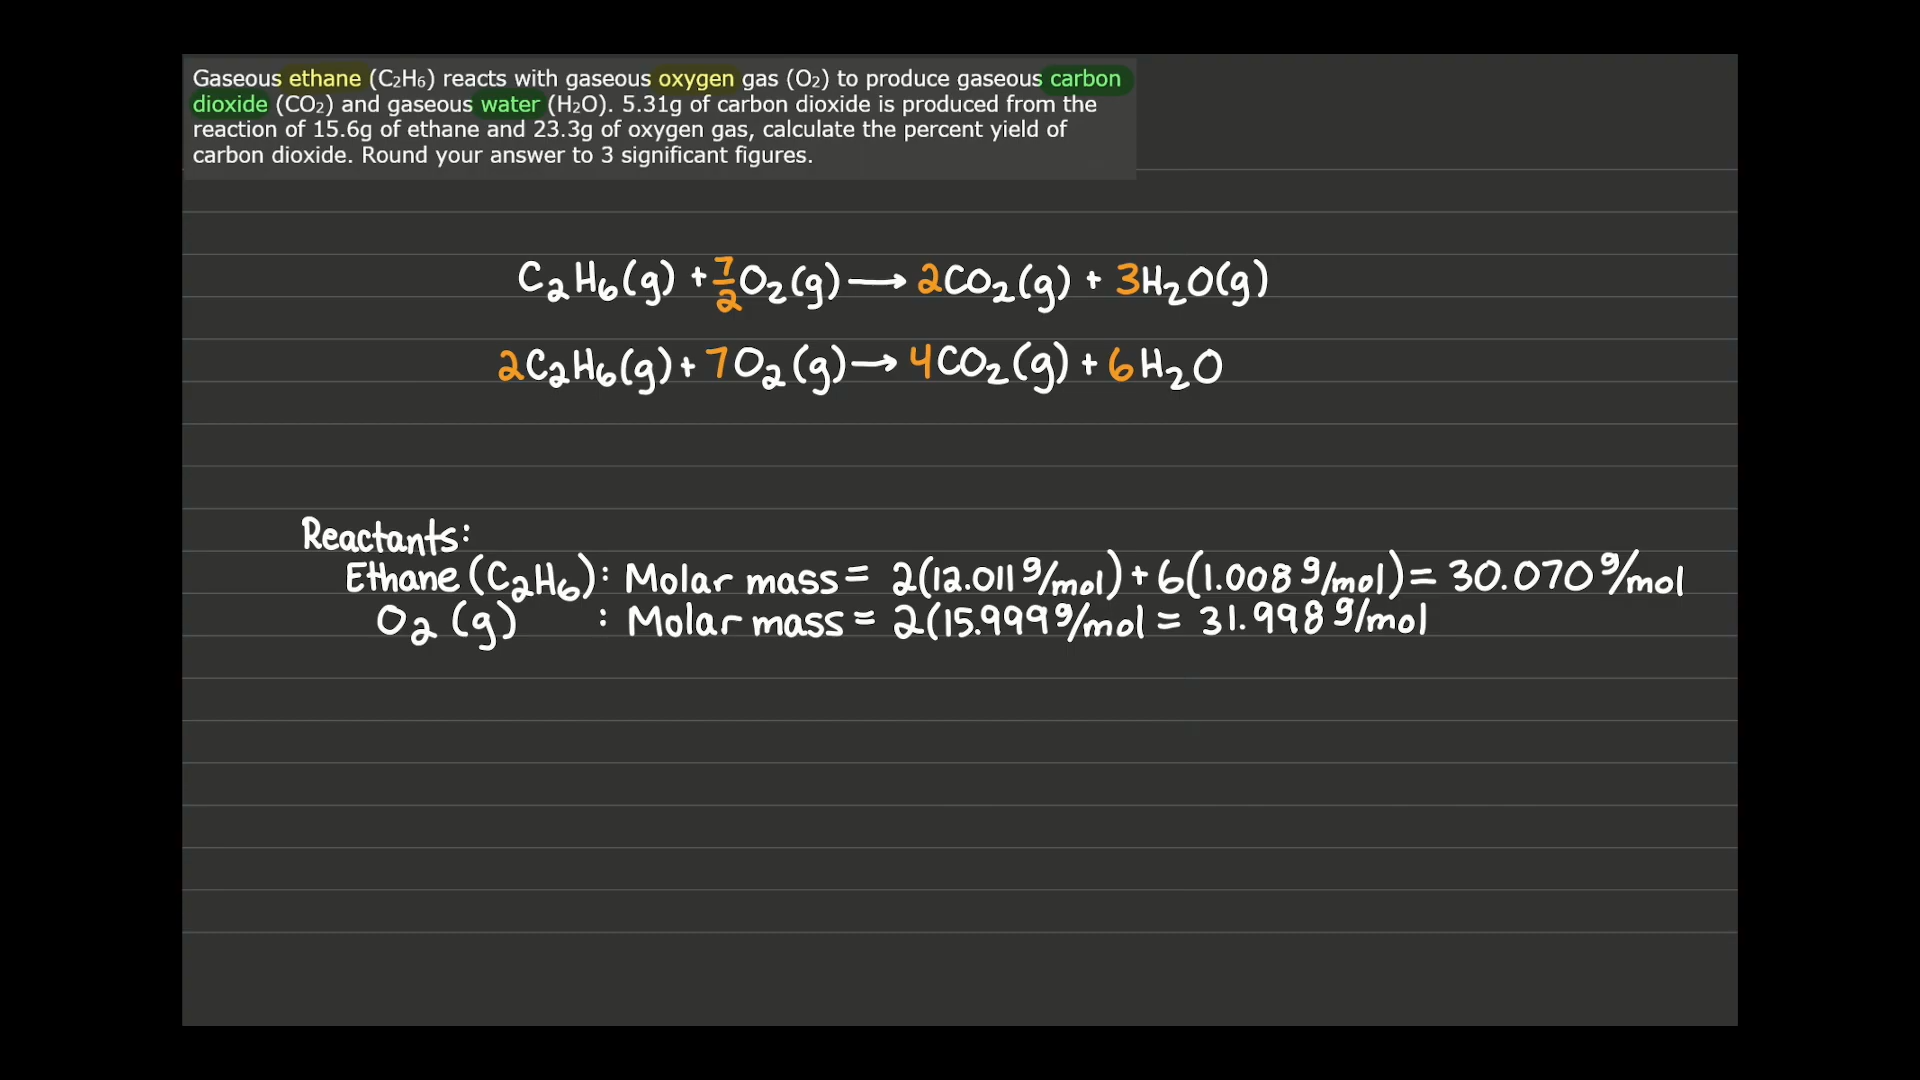 Gaseous ethane (C₂H₆) reacts with gaseous oxygen gas (O₂) to produce gaseous carbon
dioxide (CO₂) and gaseous water (H₂O). 5.31g of carbon dioxide is produced from the
reaction of 15.6g of ethane and 23.3g of oxygen gas, calculate the percent yield of
carbon dioxide. Round your answer to 3 significant figures.
C₂H₆(g) + 7/2 O₂(g) → 2CO₂(g) + 3H₂O(g)
2C₂H₆(g) + 7O₂(g) → 4CO₂(g) + 6H₂O
Reactants:
Ethane (C₂H₆): Molar mass = 2(12.011 g/mol) + 6(1.008 g/mol) = 30.070 g/mol
O₂ (g) : Molar mass = 2(15.999 g/mol = 31.998 g/mol